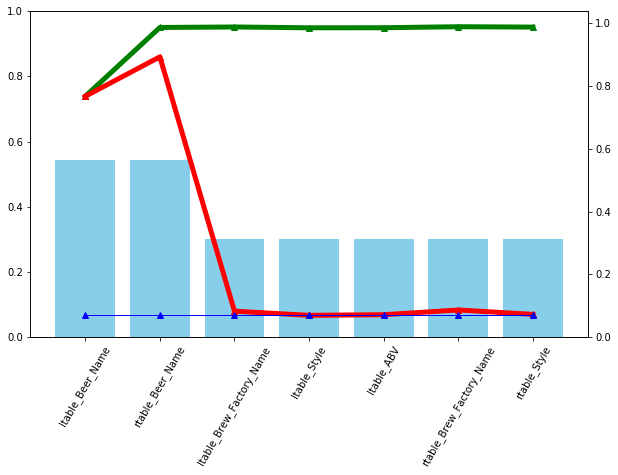 1.0
0.8
0.6
0.4
0.2
0.0
1.0
0.8
0.6
0.4
0.2
0.0
ltable_Beer_Name
rtable_Beer_Name
ltable_Brew_Factory_Name
ltable_Style
ltable_ABV
rtable_Brew_Factory_Name
rtable_Style